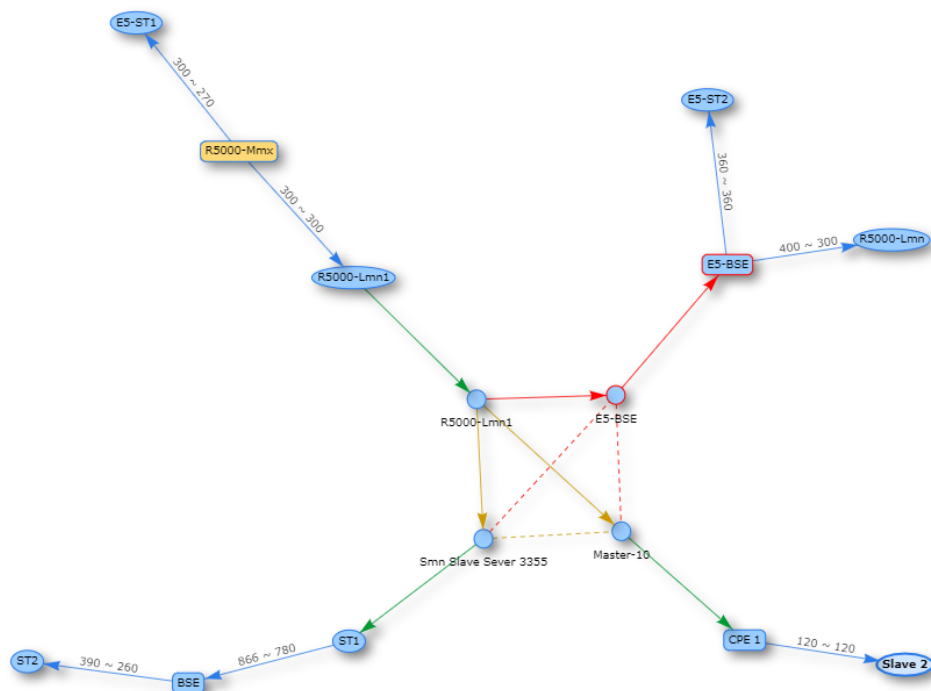 E5-ST1
300 ~ 270
R5000-Mmx
300 ~ 300
R5000-Lmn1
E5-ST2
360 ~ 360
E5-BSE
400 ~ 300
R5000-Lmn
R5000-Lmn1
E5-BSE
Smn Slave Sever 3355
Master-10
ST1
866 ~ 780
BSE
390 ~ 260
ST2
CPE 1
120 ~ 120
Slave 2